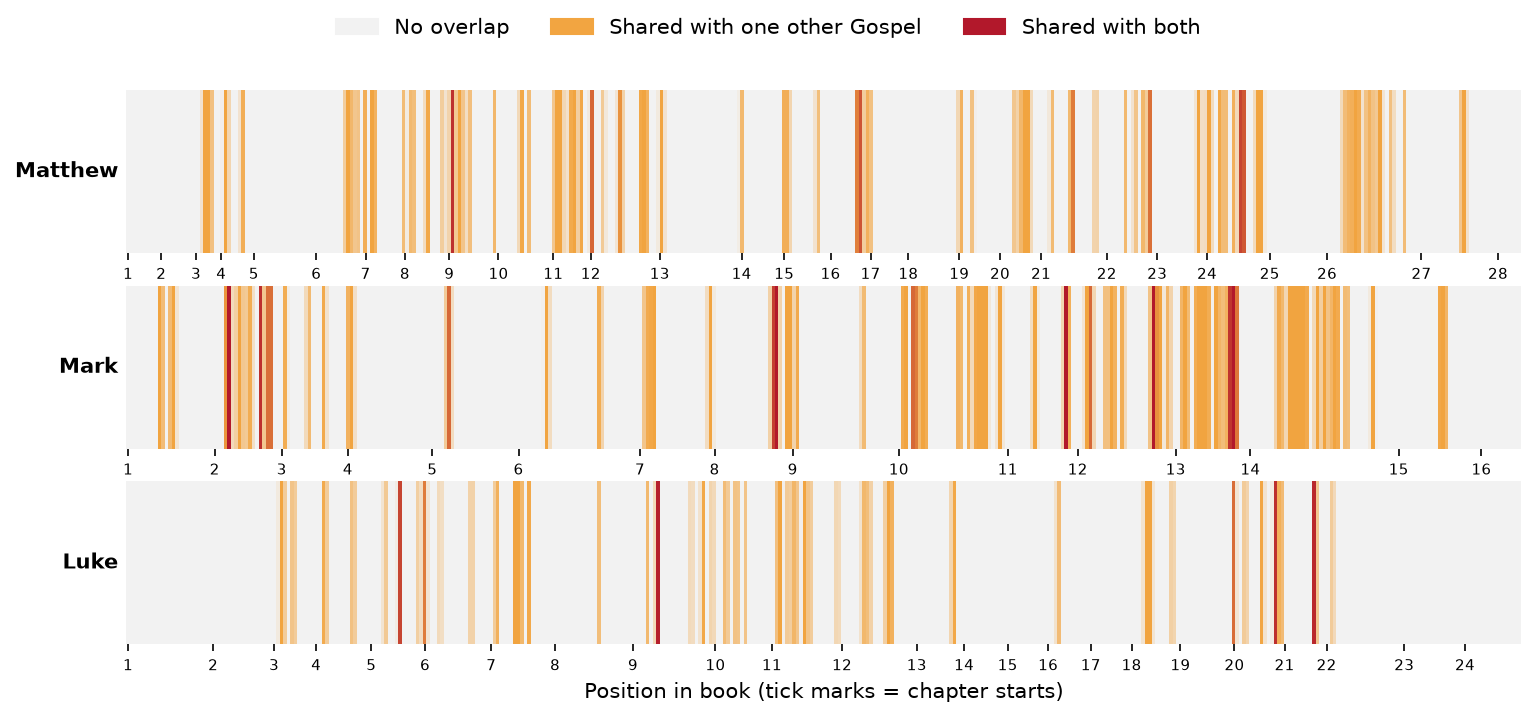 No overlap Shared with one other Gospel Shared with both
Matthew
1 2 3 4 5 6 7 8 9 10 11 12 13 14 15 16 17 18 19 20 21 22 23 24 25 26 27 28
Mark
1 2 3 4 5 6 7 8 9 10 11 12 13 14 15 16
Luke
1 2 3 4 5 6 7 8 9 10 11 12 13 14 15 16 17 18 19 20 21 22 23 24
Position in book (tick marks = chapter starts)